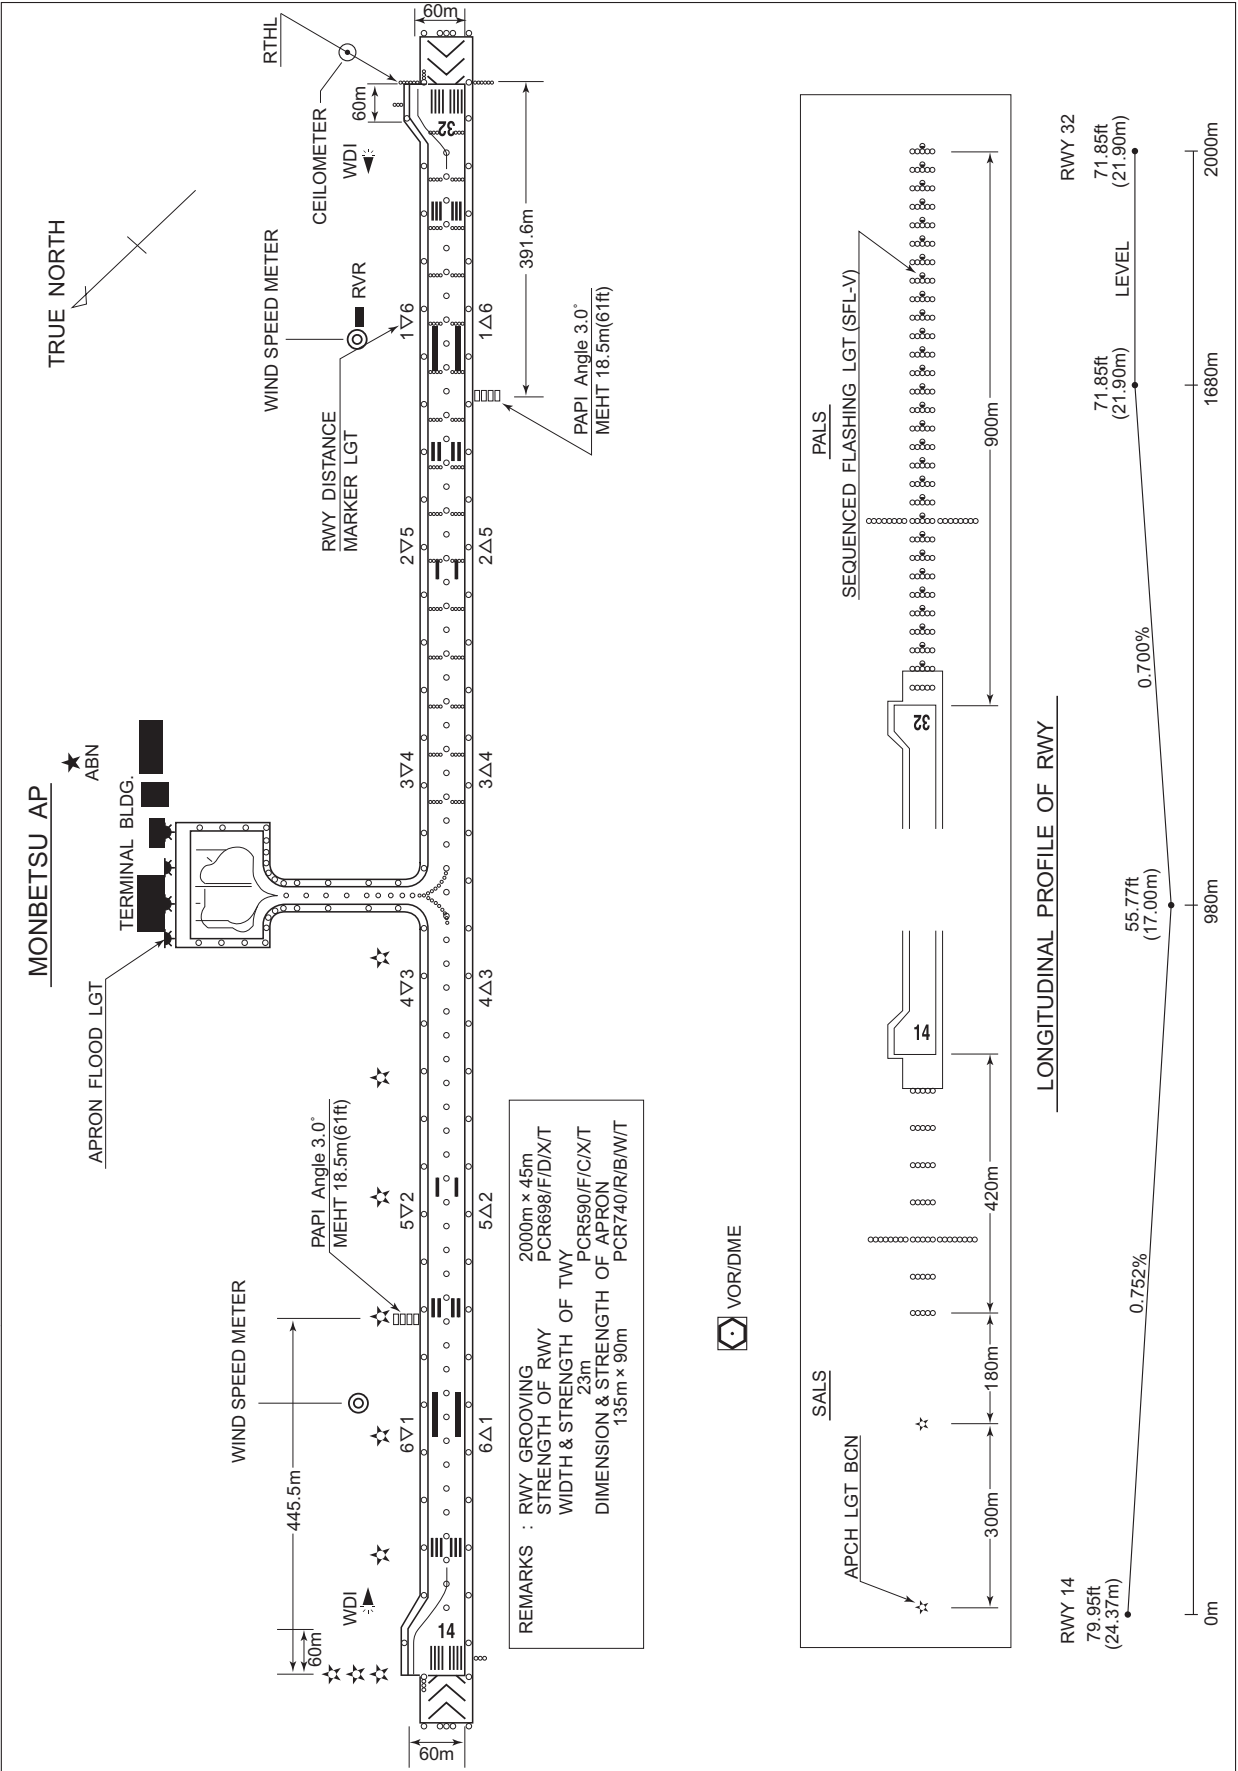 MONBETSU AP
TRUE NORTH
ABN
TERMINAL BLDG.
APRON FLOOD LGT
RTHL
CEILOMETER
60m
60m
WDI
WIND SPEED METER
RVR
RWY DISTANCE
MARKER LGT
1▽6
2▽5
3▽4
4▽3
5▽2
6▽1
1△6
2△5
3△4
4△3
5△2
6△1
32
14
391.6m
PAPI Angle 3.0°
MEHT 18.5m(61ft)
PAPI Angle 3.0°
MEHT 18.5m(61ft)
WIND SPEED METER
445.5m
WDI
60m
60m
REMARKS : RWY GROOVING 2000m × 45m
STRENGTH OF RWY PCR698/F/D/X/T
WIDTH & STRENGTH OF TWY
23m PCR590/F/C/X/T
DIMENSION & STRENGTH OF APRON
135m × 90m PCR740/R/B/W/T
VOR/DME
PALS
SEQUENCED FLASHING LGT (SFL-V)
900m
32
14
SALS
APCH LGT BCN
420m
180m
300m
LONGITUDINAL PROFILE OF RWY
RWY 14
79.95ft
(24.37m)
0.752%
55.77ft
(17.00m)
0.700%
71.85ft
(21.90m)
LEVEL
RWY 32
71.85ft
(21.90m)
0m
980m
1680m
2000m